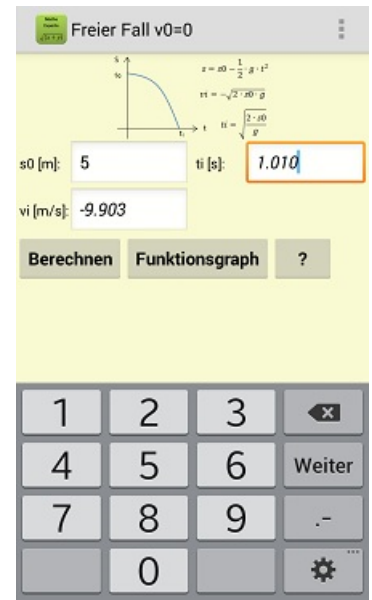 Freier Fall v0=0
s
s0
t1
t
s = s0 − 1/2 · g · t²
vi = −√2 · s0 · g
ti = √2 · s0 / g
s0 [m]: 5 ti [s]: 1.010
vi [m/s]: -9.903
Berechnen Funktionsgraph ?
1 2 3
4 5 6 Weiter
7 8 9 .-
0 ...